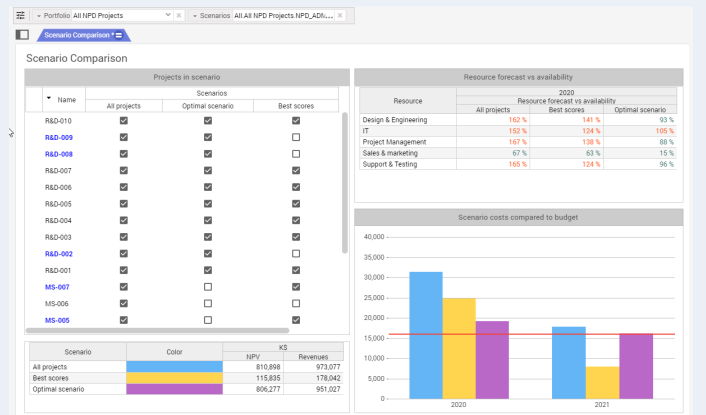 Portfolio All NPD Projects Scenarios All.All NPD Projects.NPD_ADM...
Scenario Comparison *
Scenario Comparison
Projects in scenario
Name Scenarios
All projects Optimal scenario Best scores
R&D-010
R&D-009
R&D-008
R&D-007
R&D-006
R&D-005
R&D-004
R&D-003
R&D-002
R&D-001
MS-007
MS-006
MS-005
Scenario Color K$
NPV Revenues
All projects 810,898 973,077
Best scores 115,835 178,042
Optimal scenario 806,277 951,027
Resource forecast vs availability
Resource 2020
Resource forecast vs availability
All projects Best scores Optimal scenario
Design & Engineering 162 % 141 % 93 %
IT 152 % 124 % 105 %
Project Management 167 % 138 % 88 %
Sales & marketing 67 % 63 % 15 %
Support & Testing 165 % 124 % 96 %
Scenario costs compared to budget
40,000
35,000
30,000
25,000
20,000
15,000
10,000
5,000
0
2020 2021